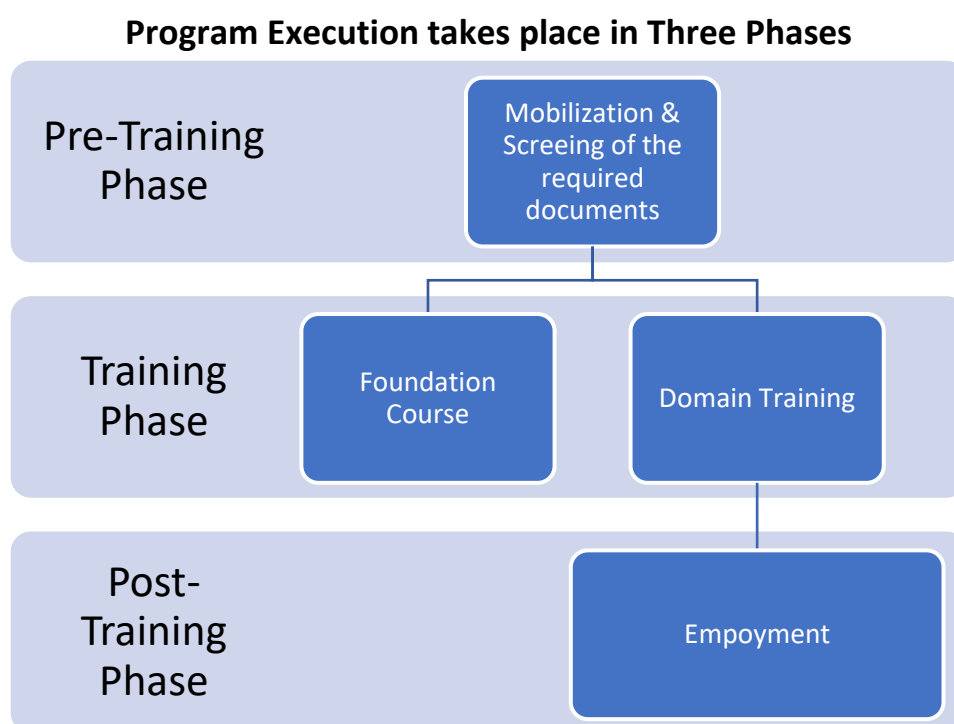 Program Execution takes place in Three Phases
Pre-Training
Phase
Mobilization &
Screeing of the
required
documents
Training
Phase
Foundation
Course
Domain Training
Post-
Training
Phase
Empoyment